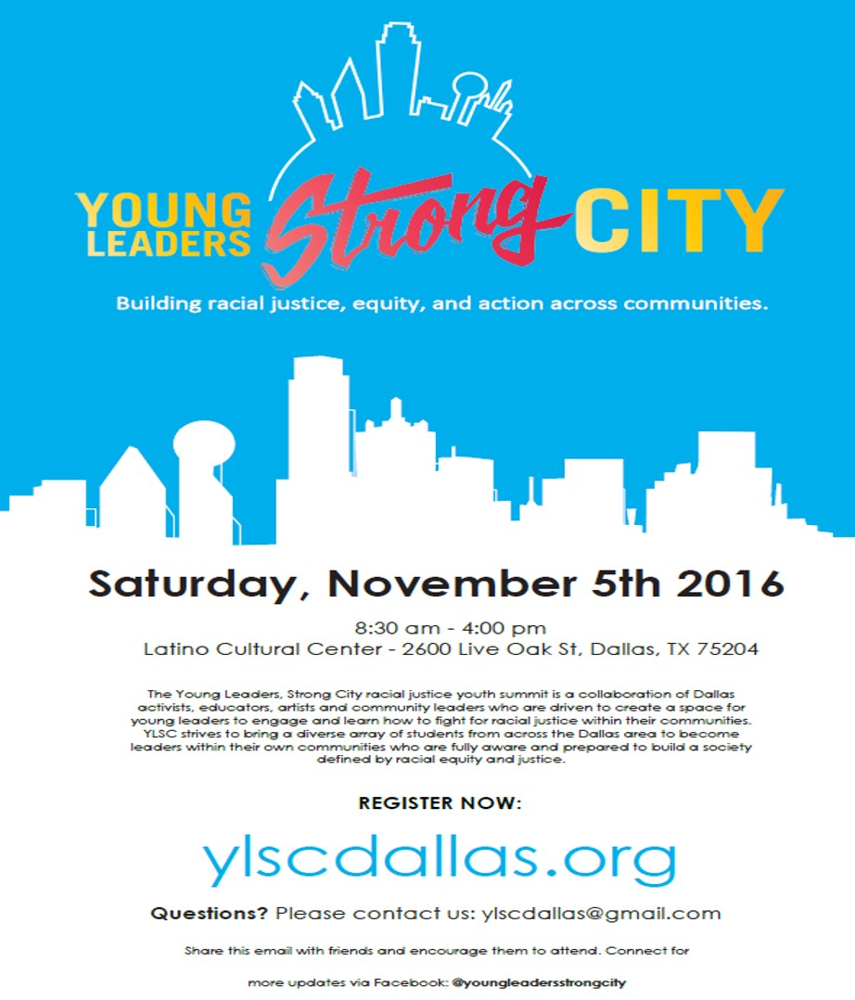 YOUNG
LEADERS
Strong
CITY
Building racial justice, equity, and action across communities.
Saturday, November 5th 2016
8:30 am - 4:00 pm
Latino Cultural Center - 2600 Live Oak St, Dallas, TX 75204
The Young Leaders, Strong City racial justice youth summit is a collaboration of Dallas
activists, educators, artists and community leaders who are driven to create a space for
young leaders to engage and learn how to fight for racial justice within their communities.
YLSC strives to bring a diverse array of students from across the Dallas area to become
leaders within their own communities who are fully aware and prepared to build a society
defined by racial equity and justice.
REGISTER NOW:
ylscdallas.org
Questions? Please contact us: ylscdallas@gmail.com
Share this email with friends and encourage them to attend. Connect for
more updates via Facebook: @youngleadersstrongcity